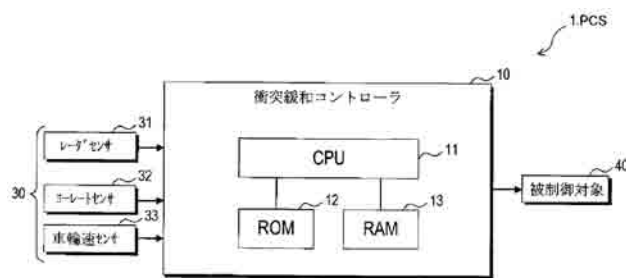 1.PCS
10
衝突緩和コントローラ
31
レーダセンサ
11
CPU
32
30
ヨーレートセンサ
12
ROM
13
RAM
40
被制御対象
33
車輪速センサ